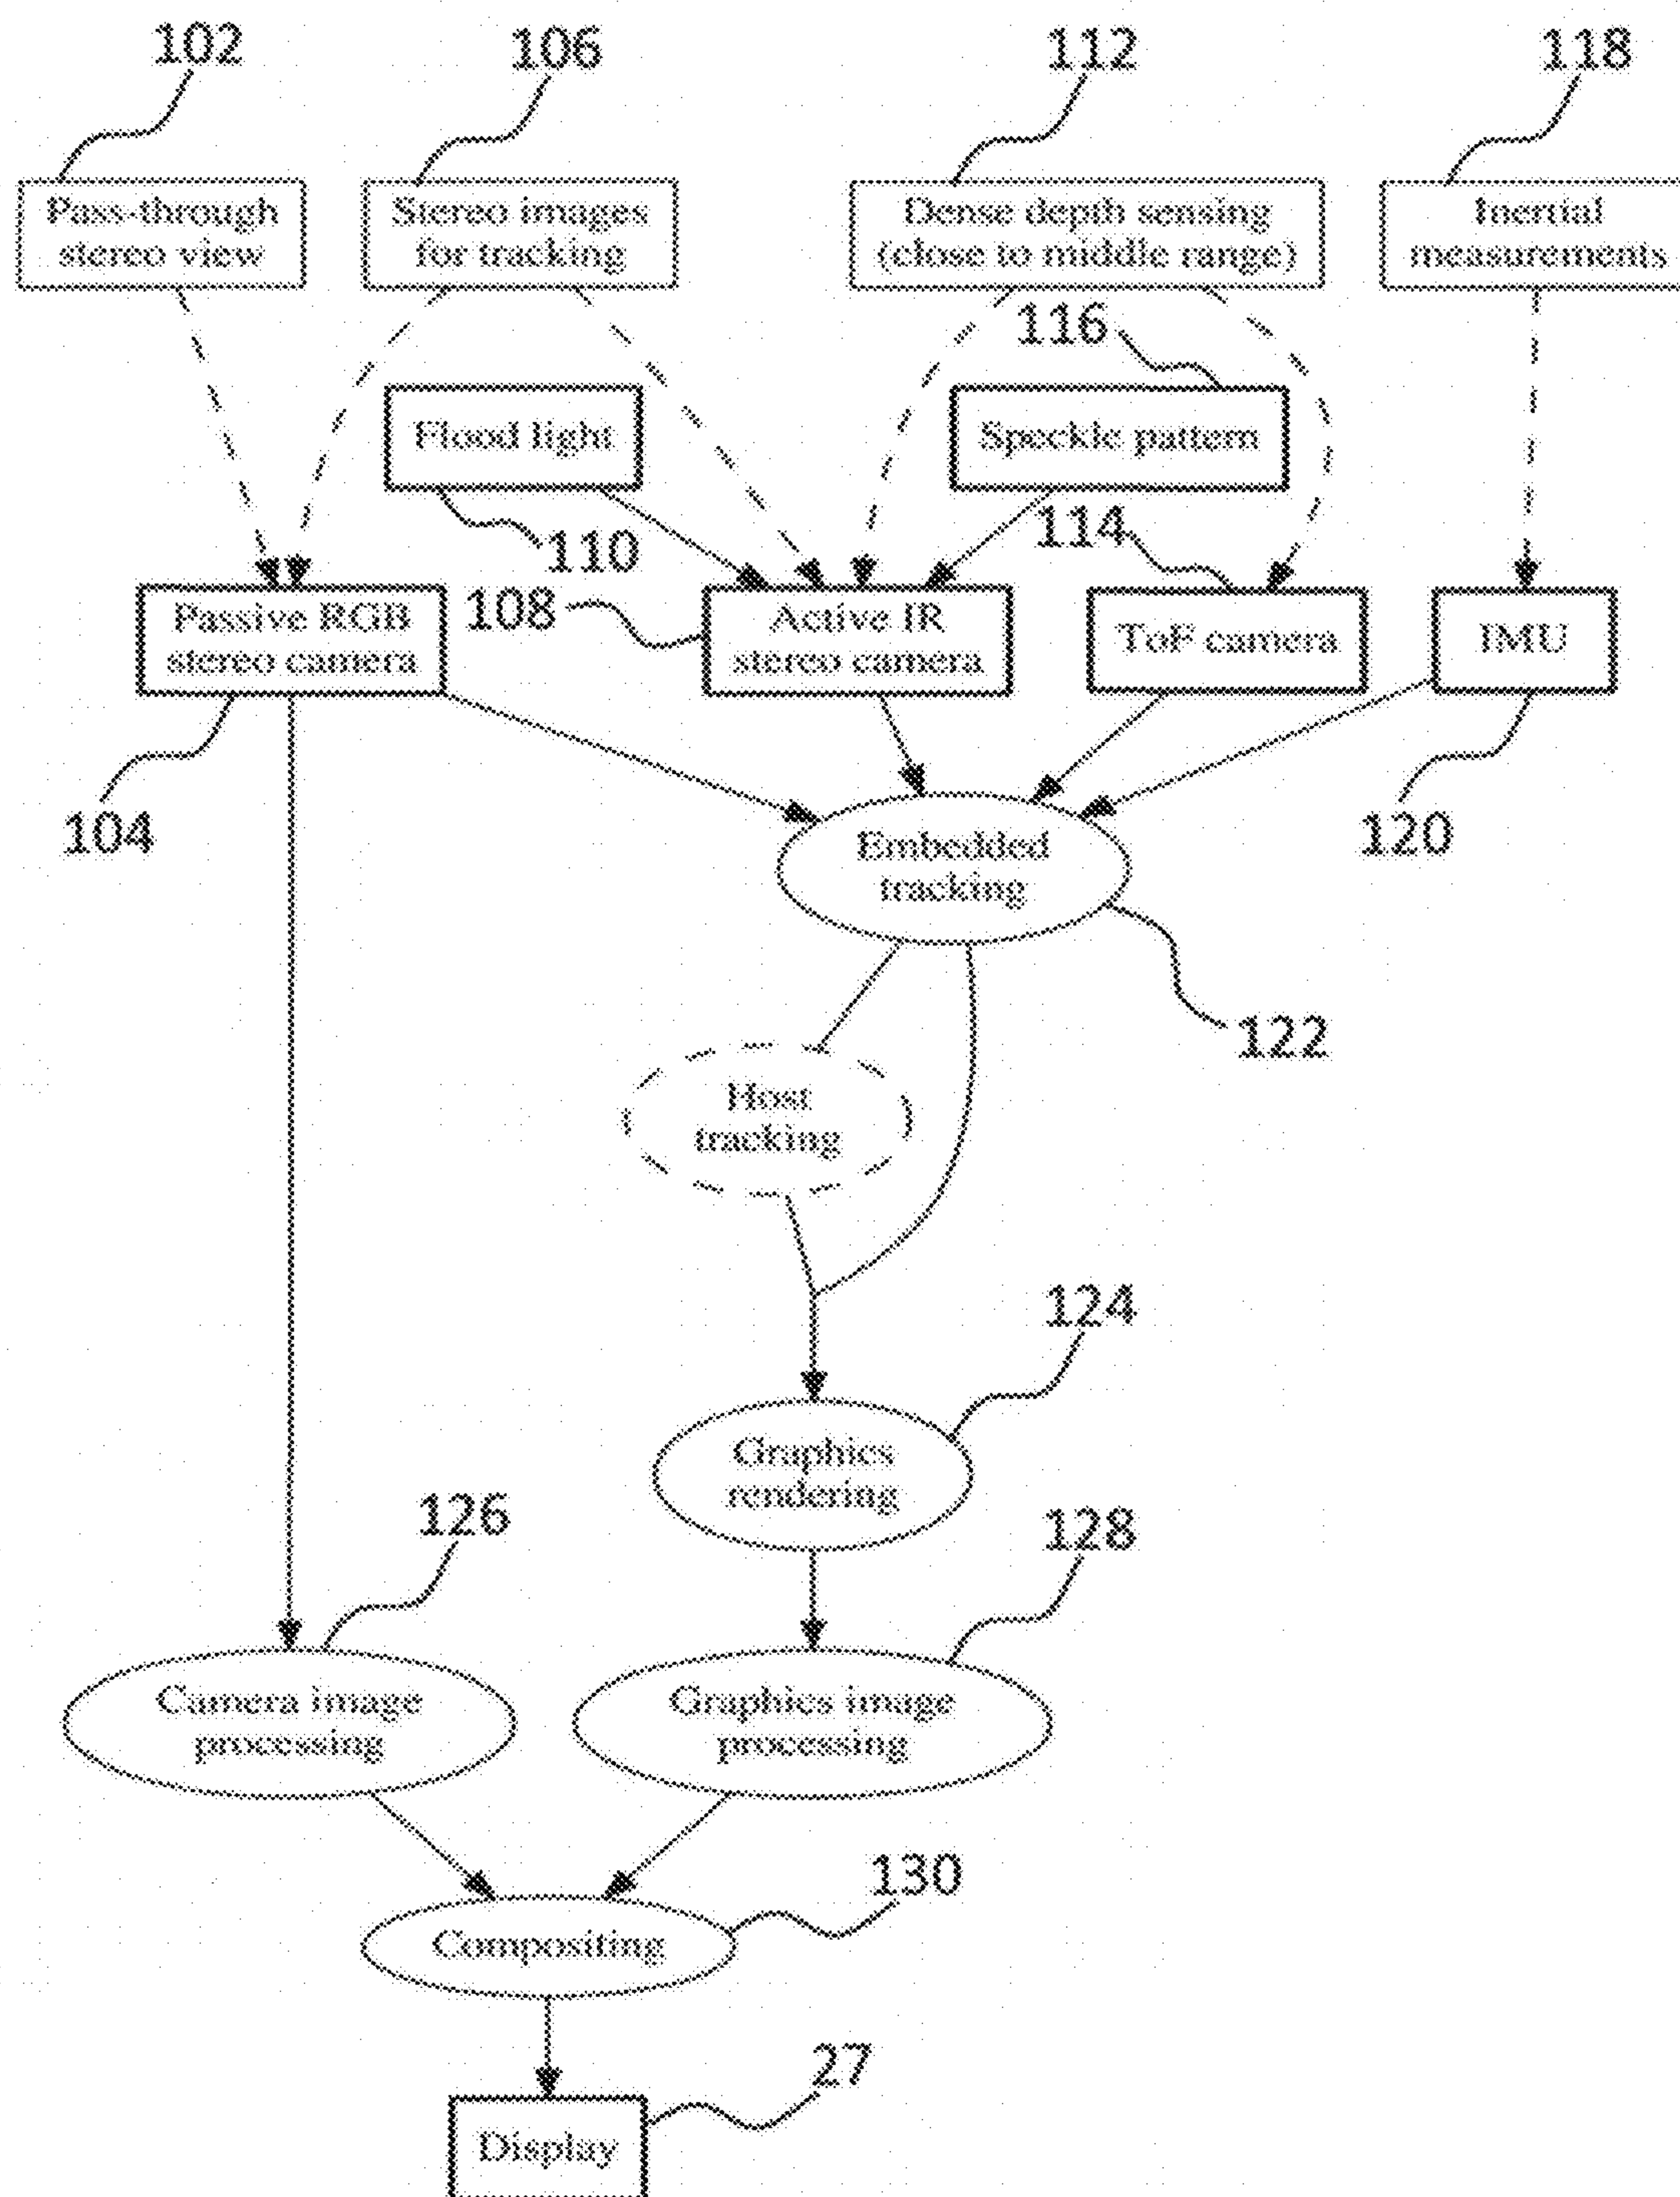 102
106
112
118
Pass-through
stereo view
Stereo images
for tracking
Dense depth sensing
(close to middle range)
Inertial
measurements
116
Flood light
Speckle pattern
110
114
Passive RGB
stereo camera
108
Active IR
stereo camera
ToF camera
IMU
104
120
Embedded
tracking
122
Host
tracking
124
Graphics
rendering
126
128
Camera image
processing
Graphics image
processing
130
Compositing
27
Display